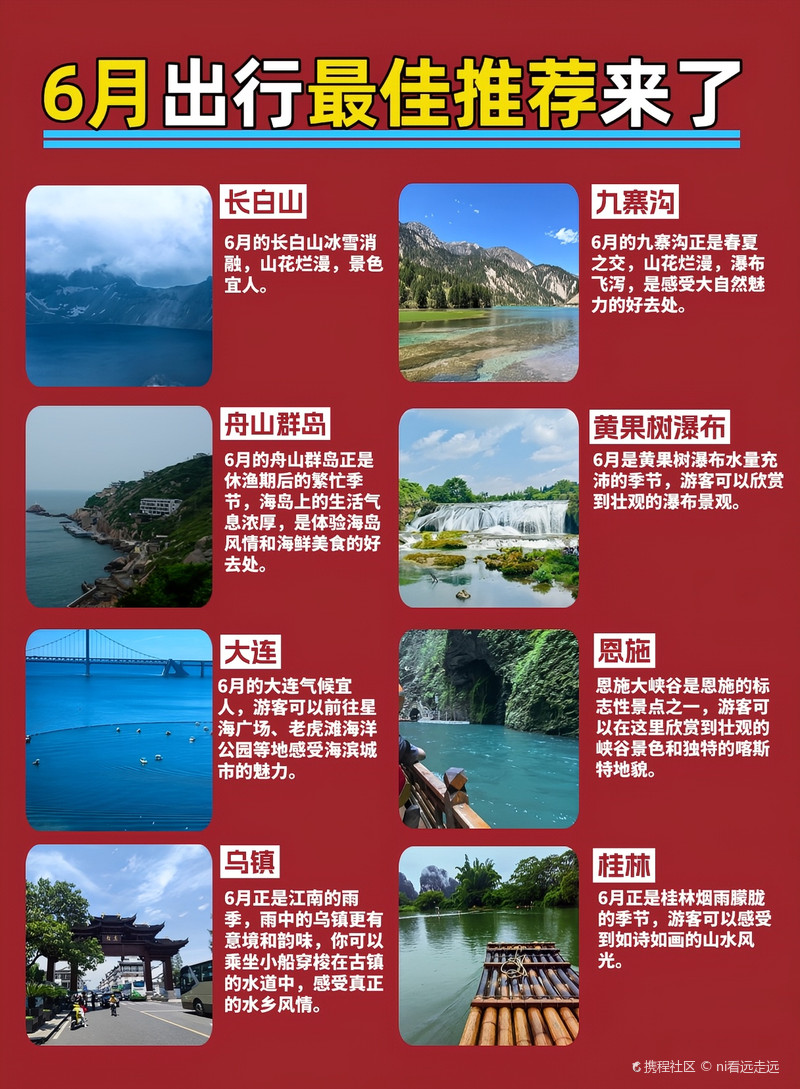 6月出行最佳推荐来了
长白山
6月的长白山冰雪消
融，山花烂漫，景色
宜人。
九寨沟
6月的九寨沟正是春夏
之交，山花烂漫，瀑布
飞泻，是感受大自然魅
力的好去处。
舟山群岛
6月的舟山群岛正是
休渔期后的繁忙季
节，海岛上的生活气
息浓厚，是体验海岛
风情和海鲜美食的好
去处。
黄果树瀑布
6月是黄果树瀑布水量充
沛的季节，游客可以欣赏
到壮观的瀑布景观。
大连
6月的大连气候宜
人，游客可以前往星
海广场、老虎滩海洋
公园等地感受海滨城
市的魅力。
恩施
恩施大峡谷是恩施的标
志性景点之一，游客可
以在这里欣赏到壮观的
峡谷景色和独特的喀斯
特地貌。
乌镇
6月正是江南的雨
季，雨中的乌镇更有
意境和韵味，你可以
乘坐小船穿梭在古镇
的水道中，感受真正
的水乡风情。
桂林
6月正是桂林烟雨朦胧
的季节，游客可以感受
到如诗如画的山水风
光。
携程社区 © ni看远走远